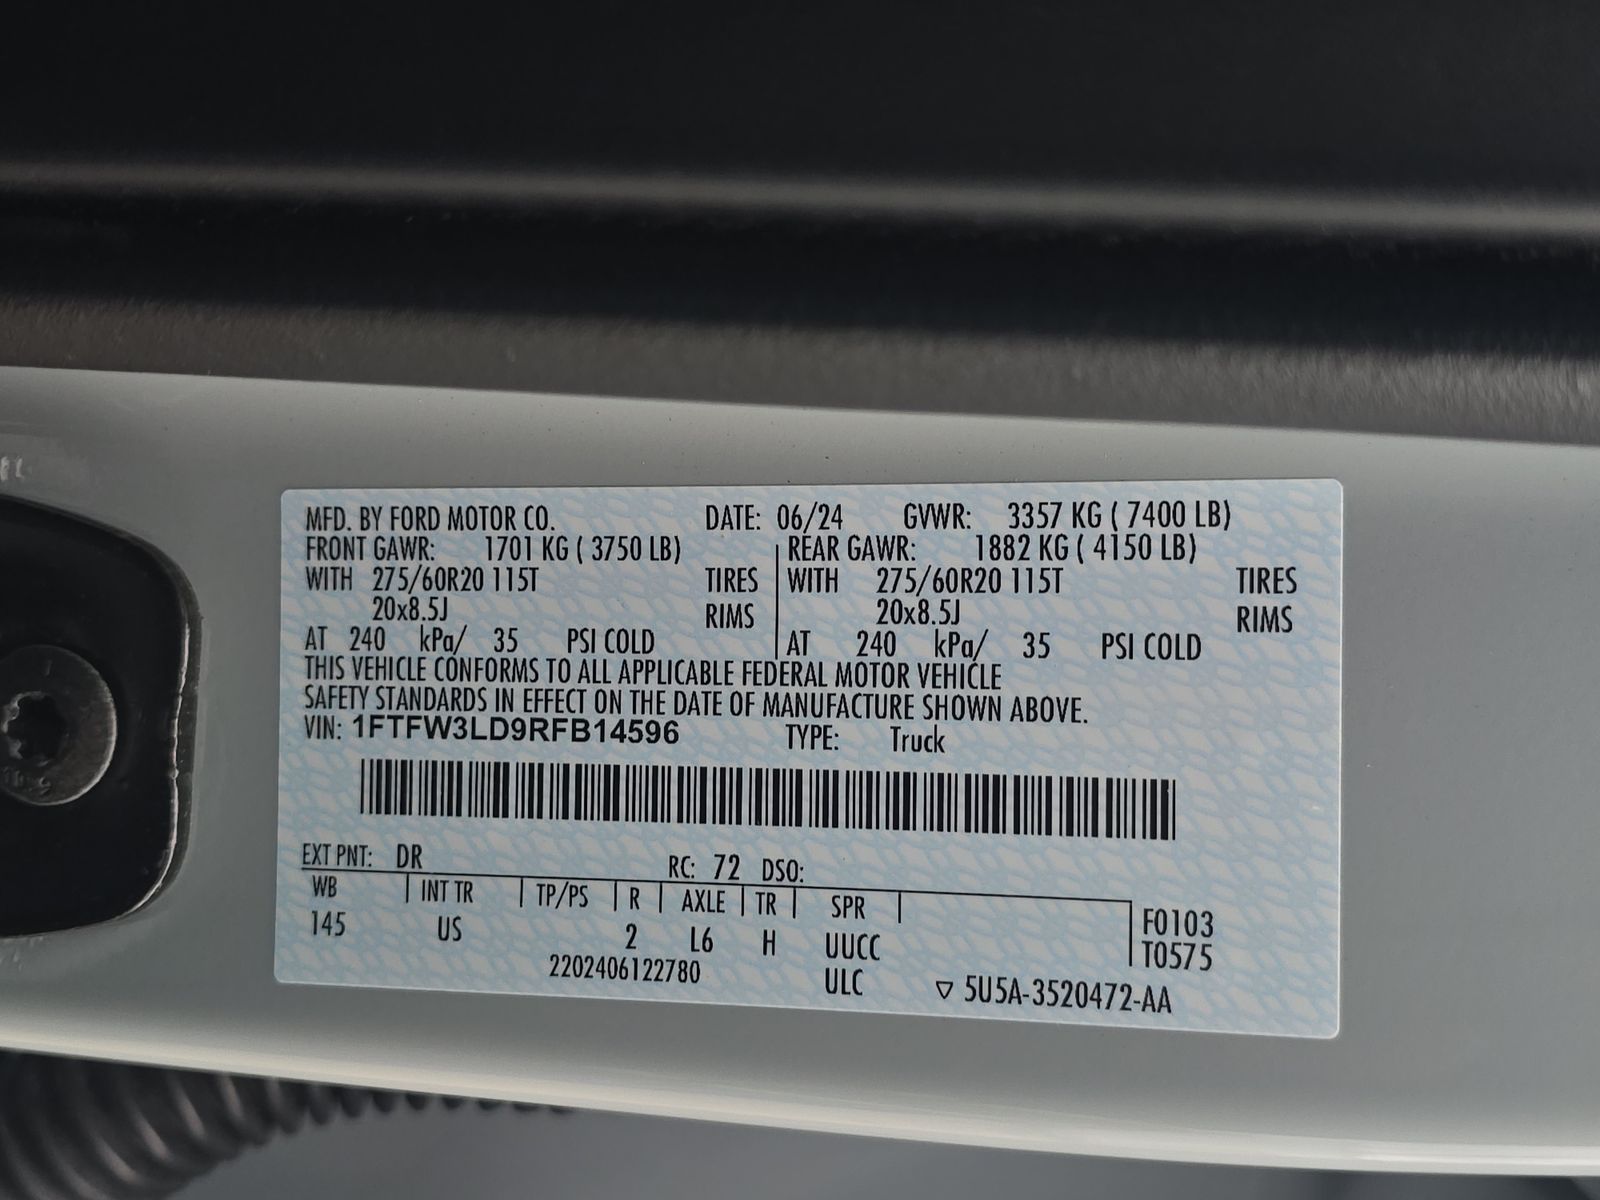 MFD. BY FORD MOTOR CO. DATE: 06/24 GVWR: 3357 KG ( 7400 LB)
FRONT GAWR: 1701 KG ( 3750 LB) REAR GAWR: 1882 KG ( 4150 LB)
WITH 275/60R20 115T TIRES WITH 275/60R20 115T TIRES
20x8.5J RIMS 20x8.5J RIMS
AT 240 kPa/ 35 PSI COLD AT 240 kPa/ 35 PSI COLD
THIS VEHICLE CONFORMS TO ALL APPLICABLE FEDERAL MOTOR VEHICLE
SAFETY STANDARDS IN EFFECT ON THE DATE OF MANUFACTURE SHOWN ABOVE.
VIN: 1FTFW3LD9RFB14596 TYPE: Truck
EXT PNT: DR RC: 72 DSO:
WB INT TR TP/PS R AXLE TR SPR F0103
145 US 2 L6 H UUCC T0575
2202406122780 ULC ▽ 5U5A-3520472-AA